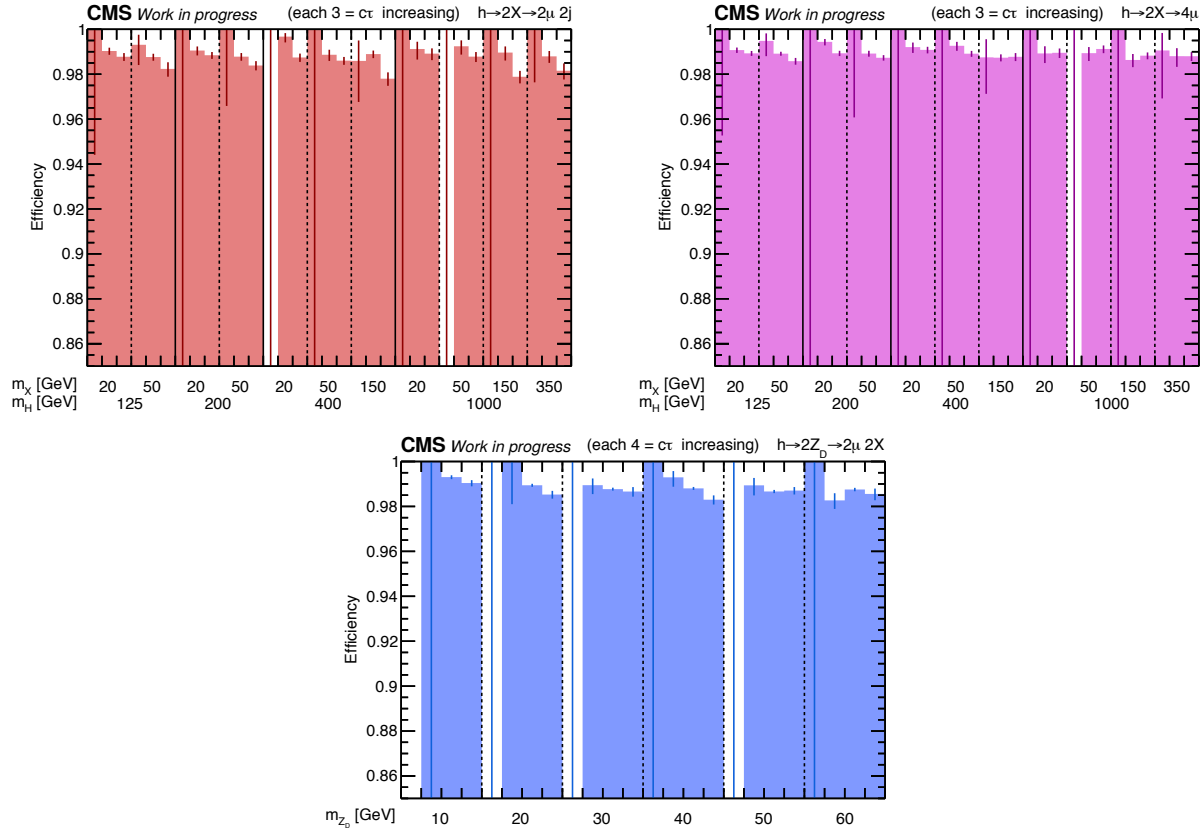 CMS Work in progress (each 3 = cτ increasing) h→2X→2μ 2j
Efficiency
1
0.98
0.96
0.94
0.92
0.9
0.88
0.86
m_X [GeV] 20 50 20 50 20 50 150 20 50 150 350
m_H [GeV] 125 200 400 1000
CMS Work in progress (each 3 = cτ increasing) h→2X→4μ
Efficiency
1
0.98
0.96
0.94
0.92
0.9
0.88
0.86
m_X [GeV] 20 50 20 50 20 50 150 20 50 150 350
m_H [GeV] 125 200 400 1000
CMS Work in progress (each 4 = cτ increasing) h→2Z_D→2μ 2X
Efficiency
1
0.98
0.96
0.94
0.92
0.9
0.88
0.86
m_Z_D [GeV] 10 20 30 40 50 60